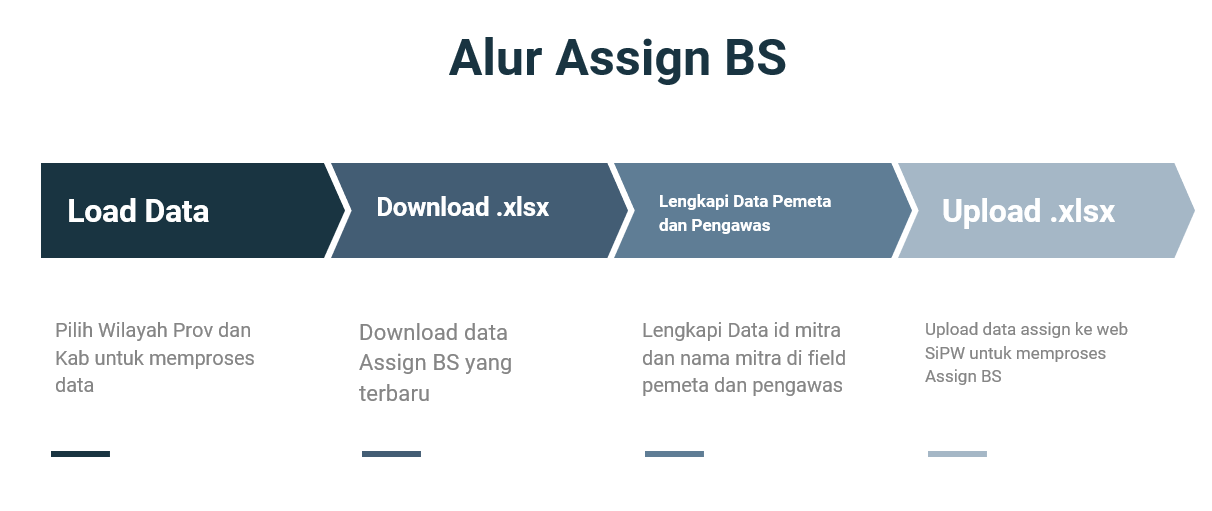 Alur Assign BS
Load Data
Download .xlsx
Lengkapi Data Pemeta
dan Pengawas
Upload .xlsx
Pilih Wilayah Prov dan
Kab untuk memproses
data
Download data
Assign BS yang
terbaru
Lengkapi Data id mitra
dan nama mitra di field
pemeta dan pengawas
Upload data assign ke web
SiPW untuk memproses
Assign BS